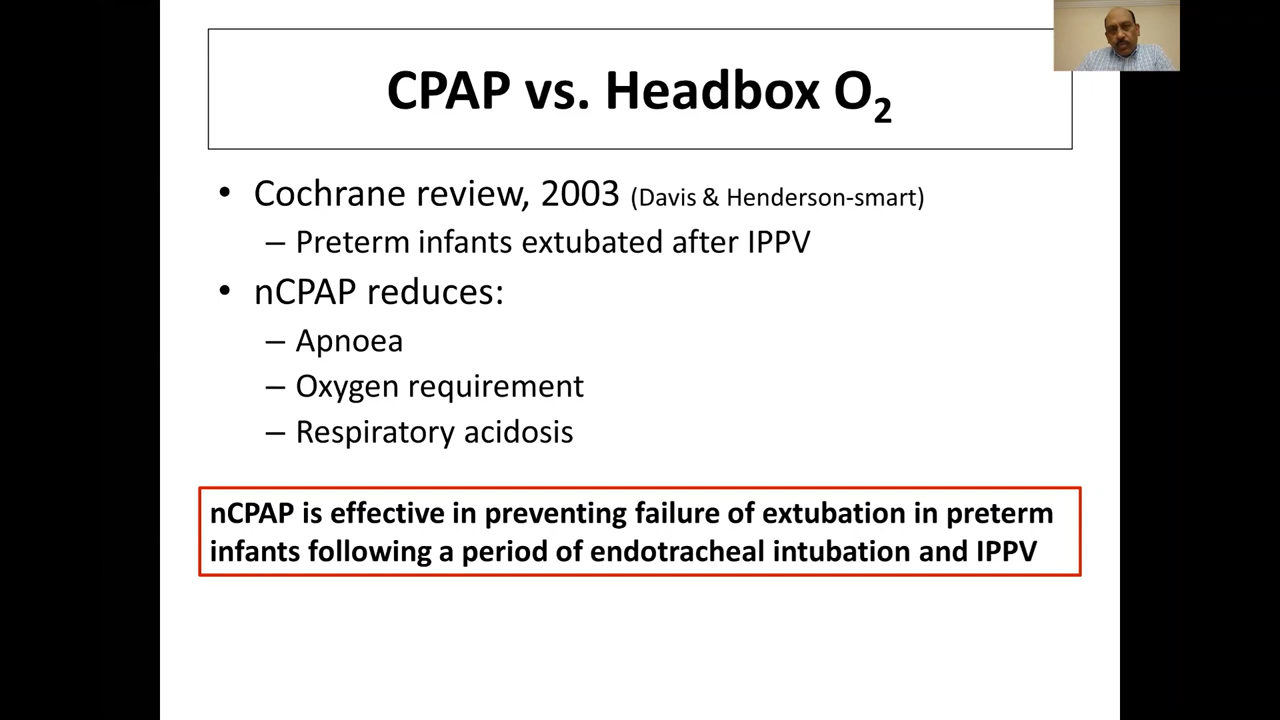 CPAP vs. Headbox O₂
• Cochrane review, 2003 (Davis & Henderson-smart)
– Preterm infants extubated after IPPV
• nCPAP reduces:
– Apnoea
– Oxygen requirement
– Respiratory acidosis
nCPAP is effective in preventing failure of extubation in preterm
infants following a period of endotracheal intubation and IPPV